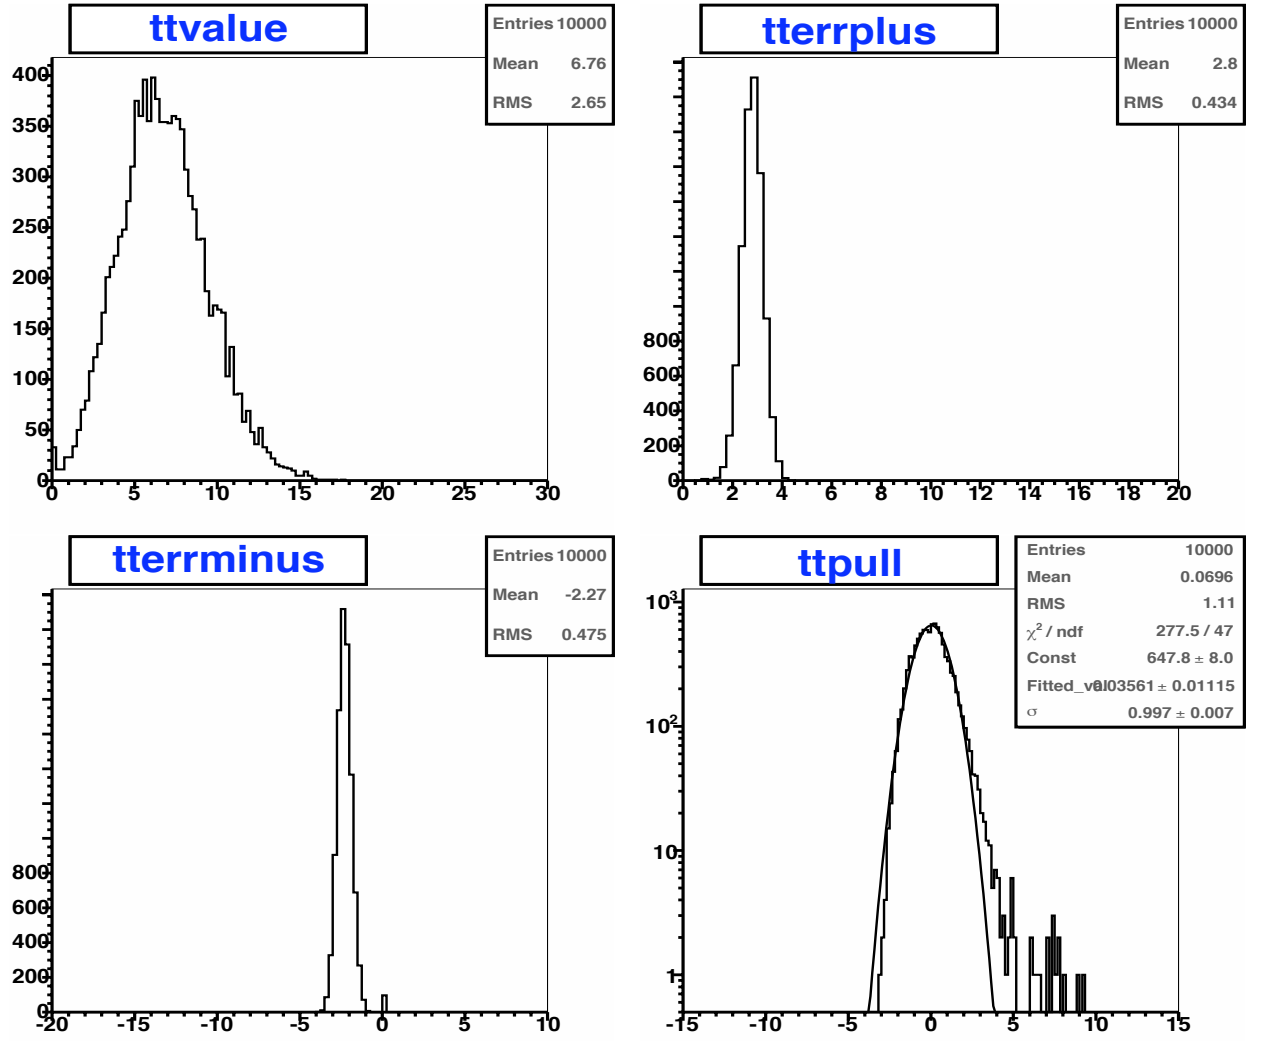 ttvalue
Entries 10000
Mean 6.76
RMS 2.65
400
350
300
250
200
150
100
50
0
0 5 10 15 20 25 30
tterrplus
Entries 10000
Mean 2.8
RMS 0.434
800
600
400
200
0
0 2 4 6 8 10 12 14 16 18 20
tterrminus
Entries 10000
Mean -2.27
RMS 0.475
800
600
400
200
0
-20 -15 -10 -5 0 5 10
ttpull
Entries 10000
Mean 0.0696
RMS 1.11
χ² / ndf 277.5 / 47
Const 647.8 ± 8.0
Fitted_val 0.03561 ± 0.01115
σ 0.997 ± 0.007
10³
10²
10
1
-15 -10 -5 0 5 10 15